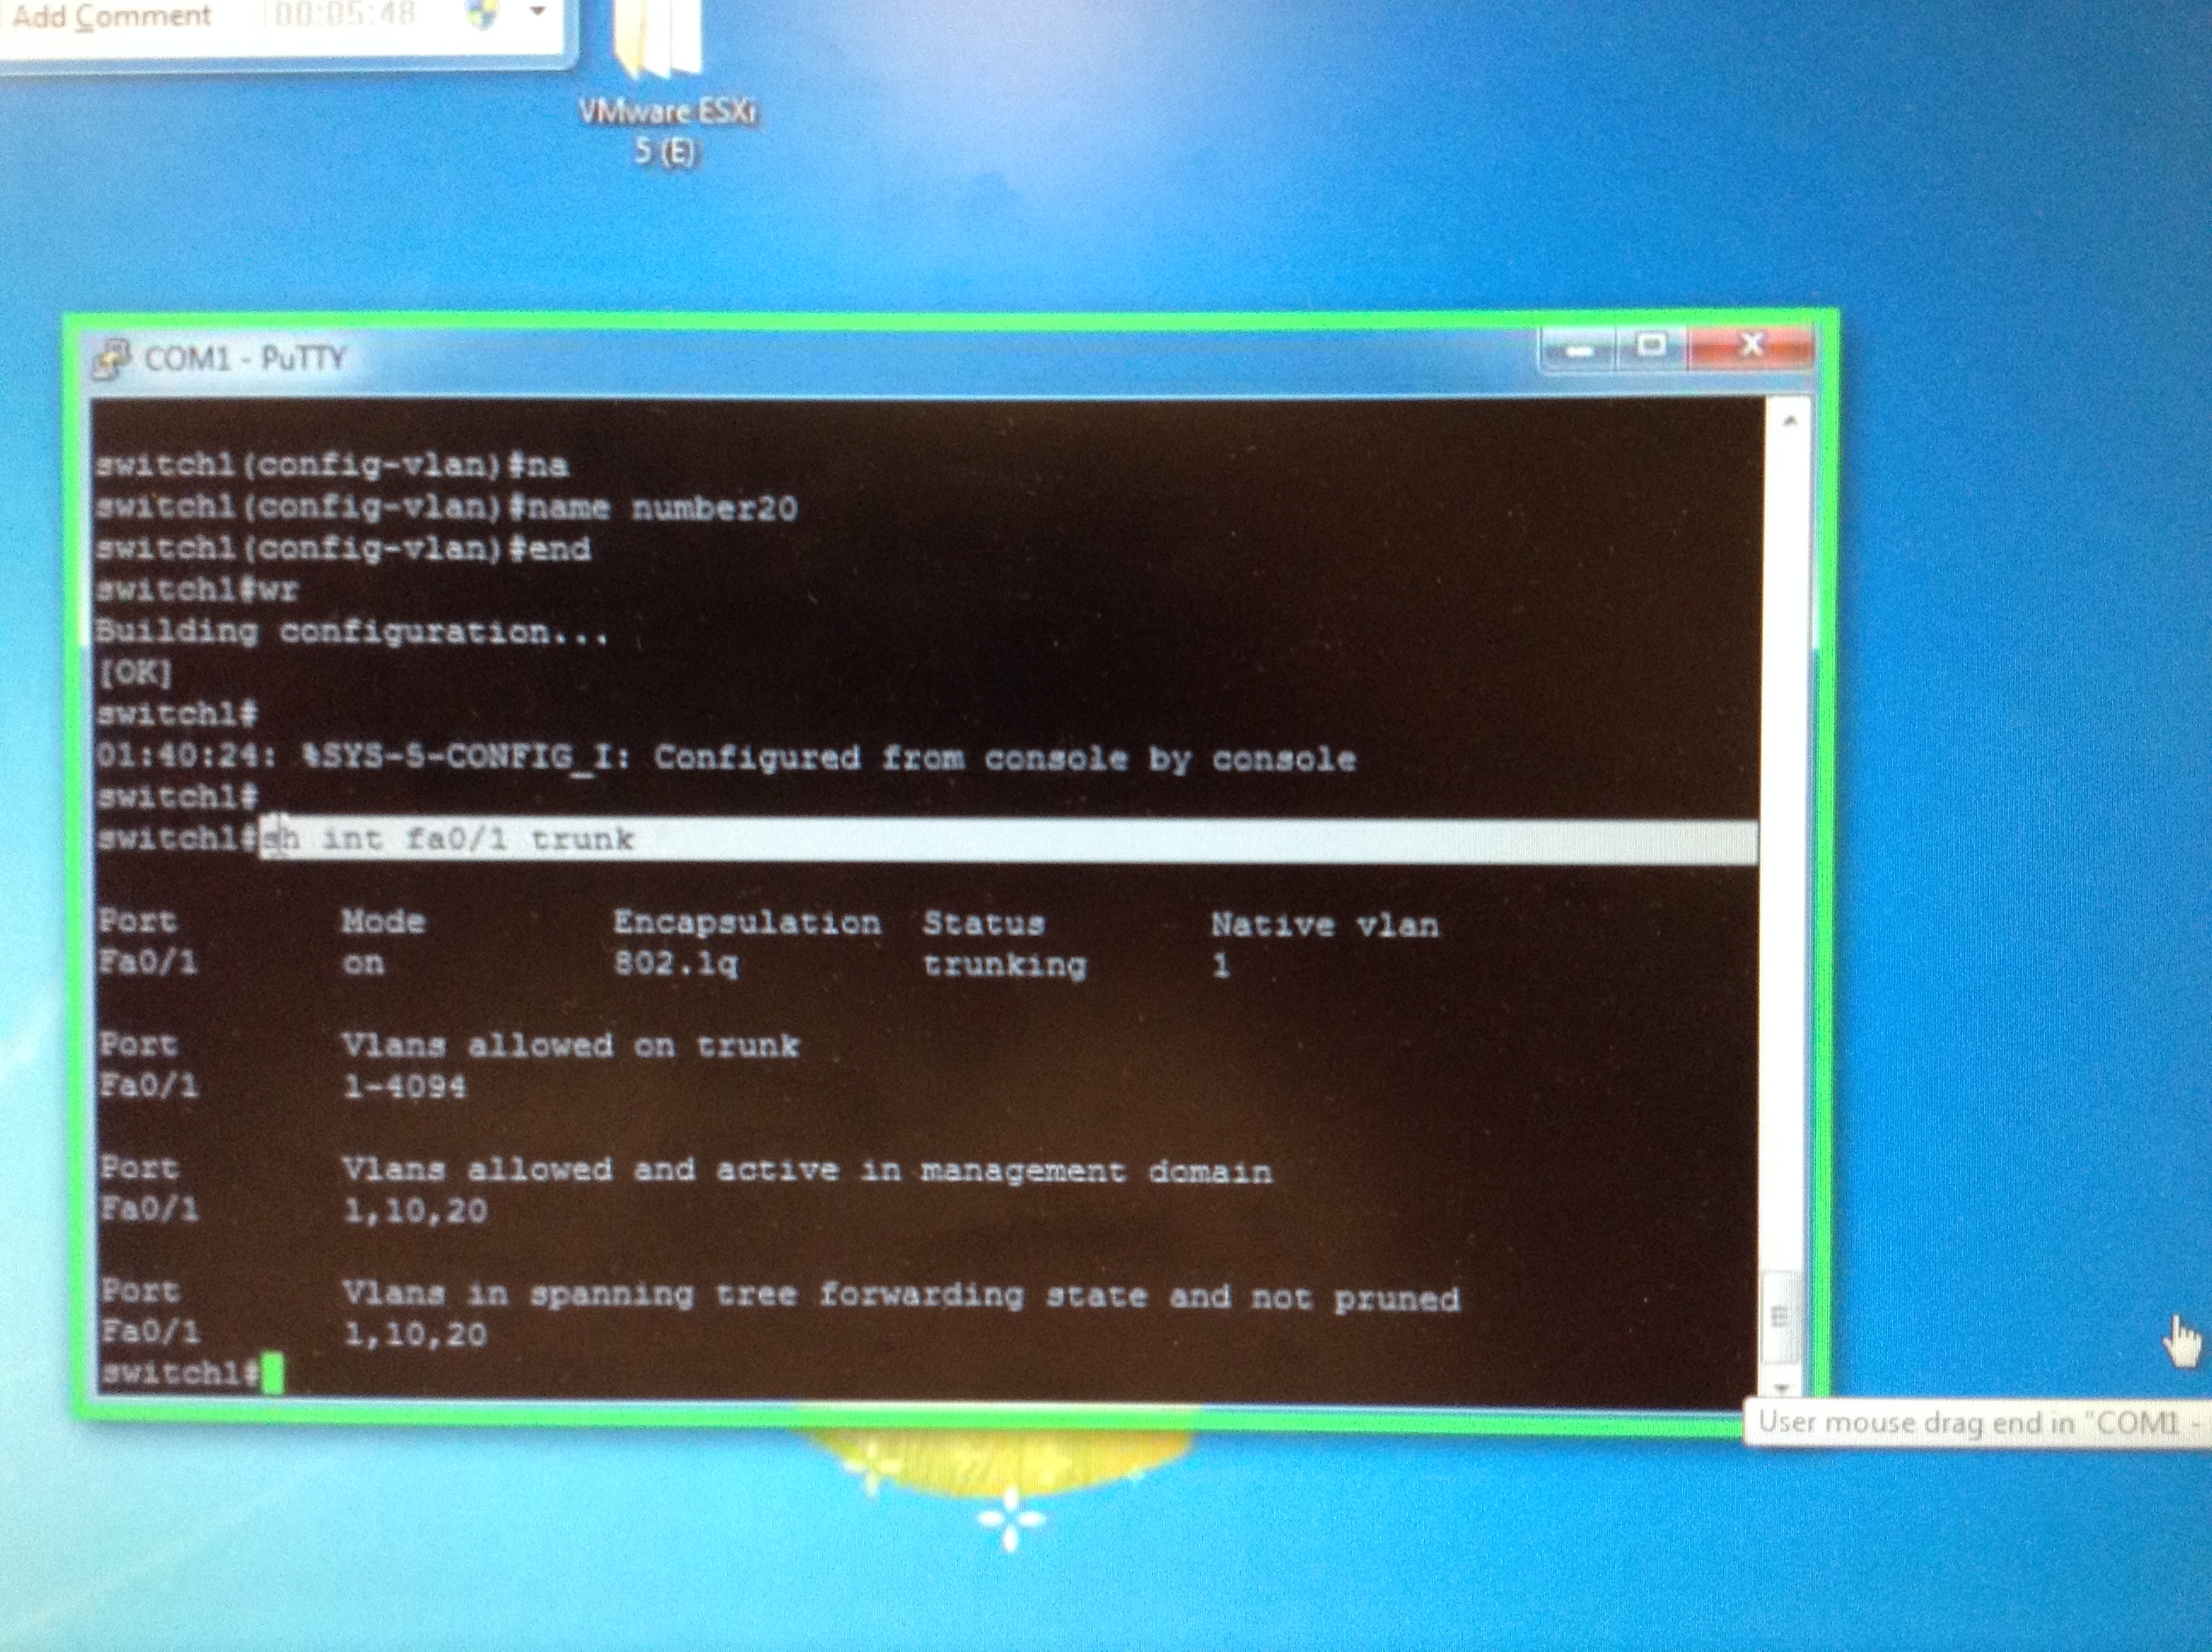 Add Comment 00:05:48
VMware ESXi
5 (E)
COM1 - PuTTY
switch1(config-vlan)#na
switch1(config-vlan)#name number20
switch1(config-vlan)#end
switch1#wr
Building configuration...
[OK]
switch1#
01:40:24: %SYS-5-CONFIG_I: Configured from console by console
switch1#
switch1#sh int fa0/1 trunk
Port Mode Encapsulation Status Native vlan
Fa0/1 on 802.1q trunking 1
Port Vlans allowed on trunk
Fa0/1 1-4094
Port Vlans allowed and active in management domain
Fa0/1 1,10,20
Port Vlans in spanning tree forwarding state and not pruned
Fa0/1 1,10,20
switch1#
User mouse drag end in "COM1 -